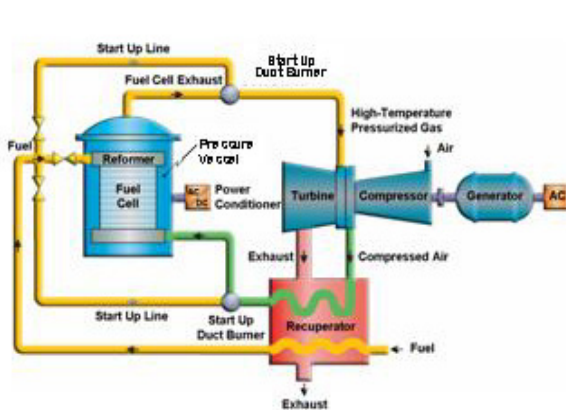 Start Up Line
Start Up
Duct Burner
Fuel Cell Exhaust
High-Temperature
Pressurized Gas
Air
Fuel
Pressure
Vessel
Reformer
Fuel
Cell
AC
DC
Power
Conditioner
Turbine
Compressor
Generator
AC
Exhaust
Compressed Air
Start Up Line
Start Up
Duct Burner
Recuperator
Fuel
Exhaust